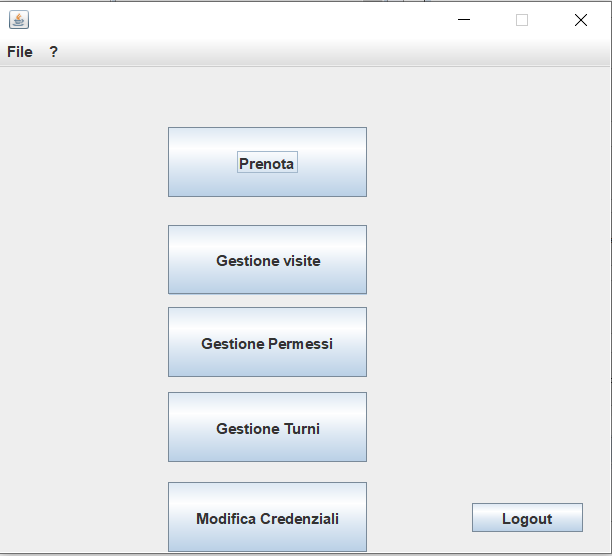 File ?
Prenota
Gestione visite
Gestione Permessi
Gestione Turni
Modifica Credenziali
Logout